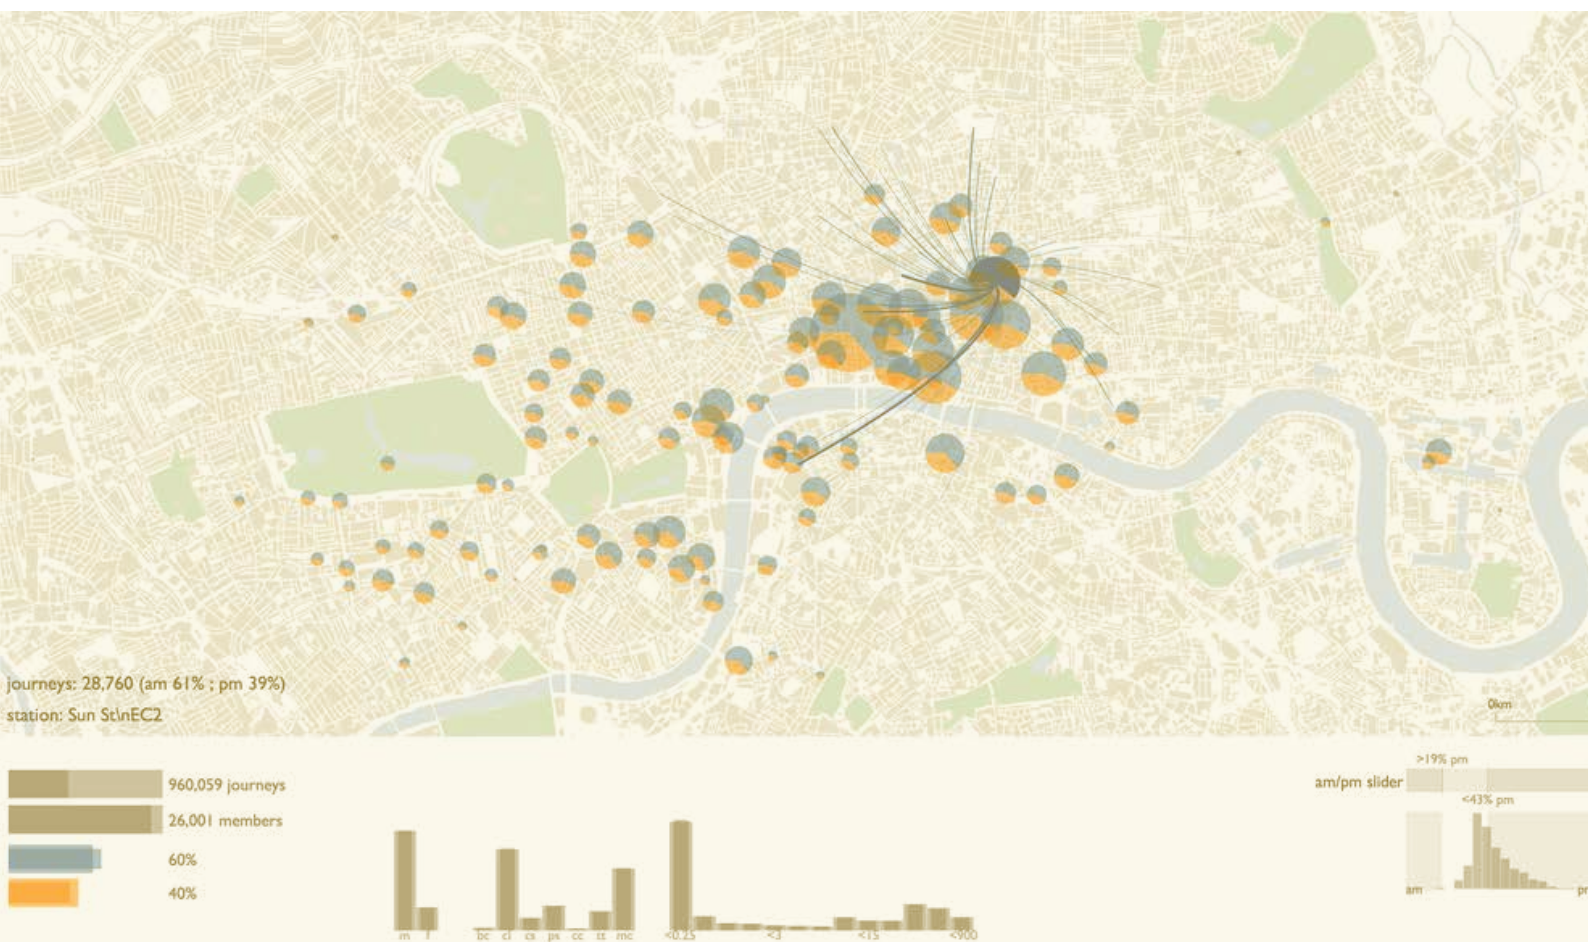 journeys: 28,760 (am 61% ; pm 39%)
station: Sun St\nEC2
0km
960,059 journeys
26,001 members
60%
40%
m f bc cl cs ps cc tx mc <0.25 <3 <15 <900
>19% pm
am/pm slider
<43% pm
am